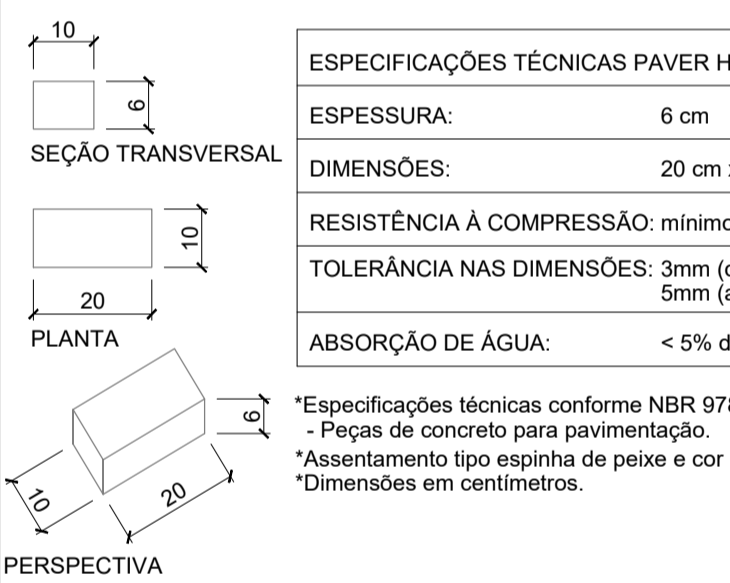 10
6
SEÇÃO TRANSVERSAL
10
20
PLANTA
6
10
20
PERSPECTIVA
ESPECIFICAÇÕES TÉCNICAS PAVER
ESPESSURA: 6 cm
DIMENSÕES: 20 cm
RESISTÊNCIA À COMPRESSÃO:
TOLERÂNCIA NAS DIMENSÕES: 3mm
5mm
ABSORÇÃO DE ÁGUA: < 5%
*Especificações técnicas conforme NBR
- Peças de concreto para pavimentação.
*Assentamento tipo espinha de peixe e cor
*Dimensões em centímetros.